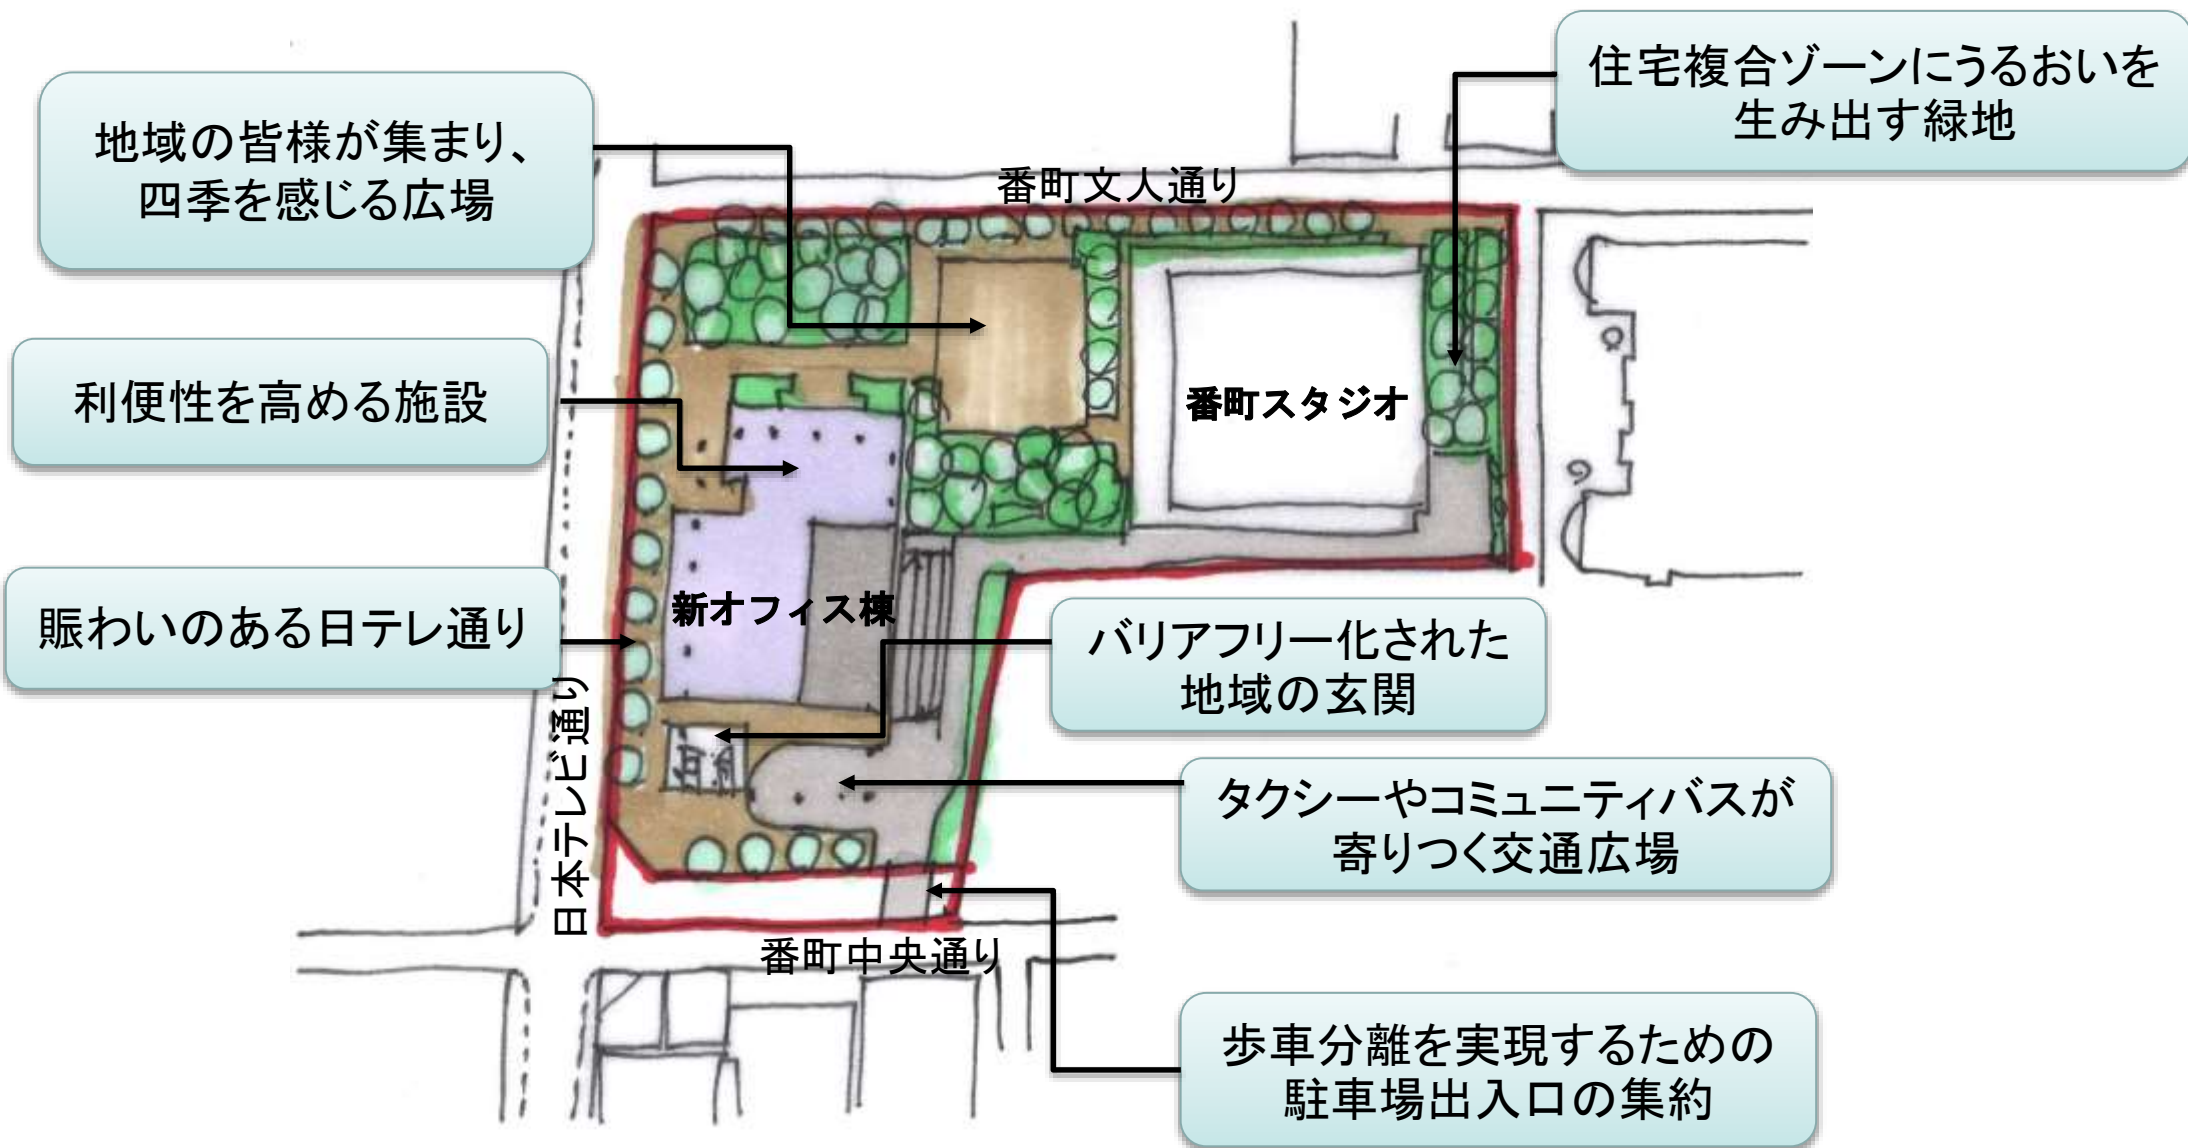 住宅複合ゾーンにうるおいを
生み出す緑地
地域の皆様が集まり、
四季を感じる広場
番町文人通り
利便性を高める施設
番町スタジオ
賑わいのある日テレ通り
新オフィス棟
バリアフリー化された
地域の玄関
日本テレビ通り
タクシーやコミュニティバスが
寄りつく交通広場
番町中央通り
歩車分離を実現するための
駐車場出入口の集約